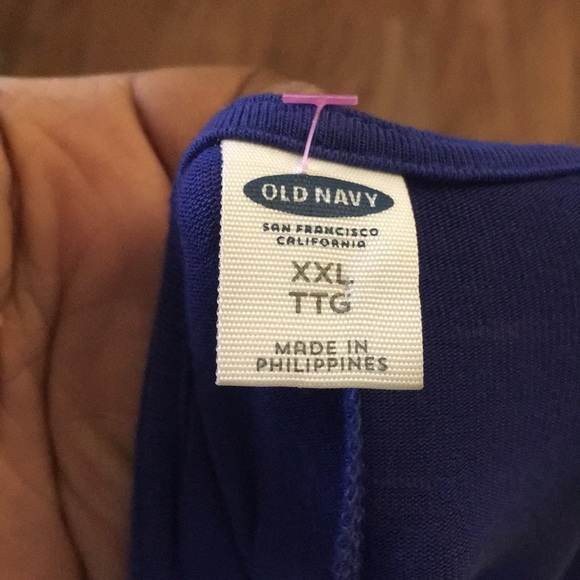 OLD NAVY
SAN FRANCISCO
CALIFORNIA
XXL
TTG
MADE IN
PHILIPPINES